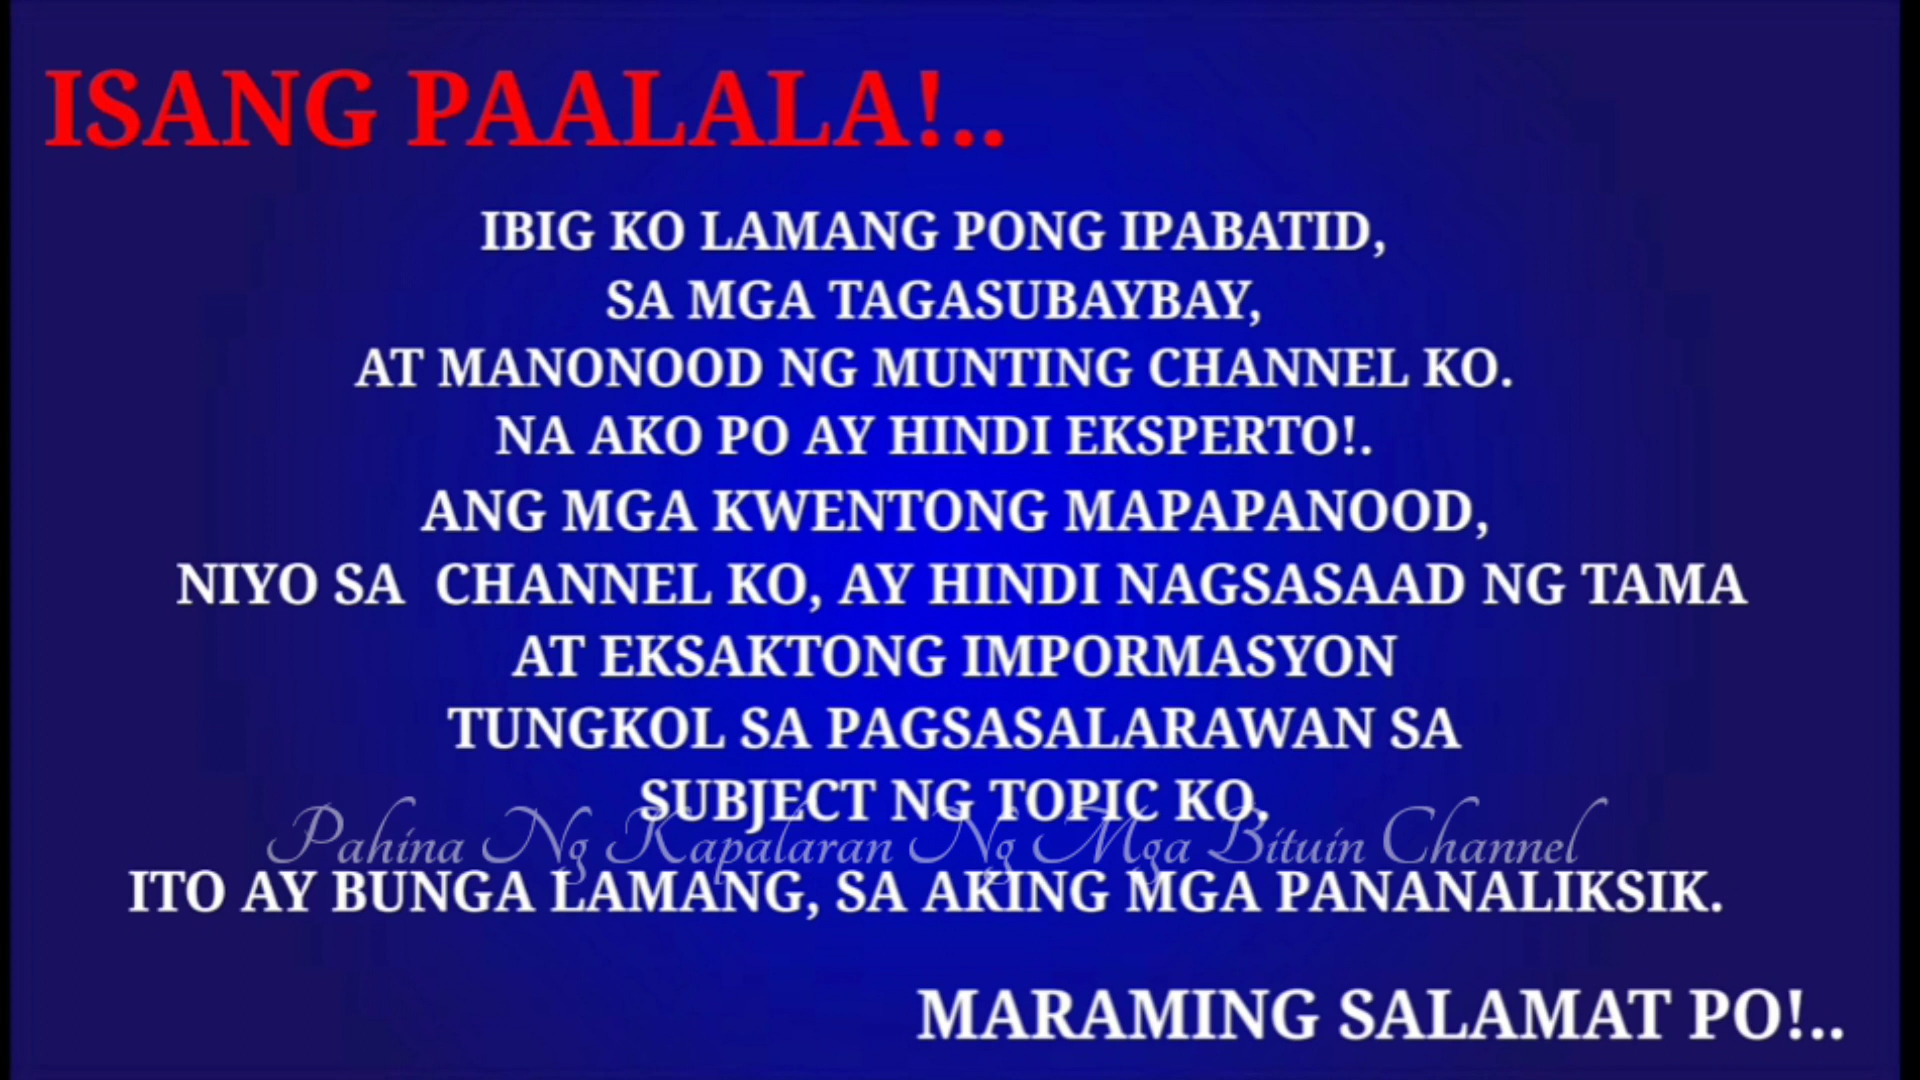 ISANG PAALALA!..
IBIG KO LAMANG PONG IPABATID,
SA MGA TAGASUBAYBAY,
AT MANONOOD NG MUNTING CHANNEL KO.
NA AKO PO AY HINDI EKSPERTO!.
ANG MGA KWENTONG MAPAPANOOD,
NIYO SA  CHANNEL KO, AY HINDI NAGSASAAD NG TAMA
AT EKSAKTONG IMPORMASYON
TUNGKOL SA PAGSASALARAWAN SA
SUBJECT NG TOPIC KO.
Pahina Ng Kapalaran Ng Mga Bituin Channel
ITO AY BUNGA LAMANG, SA AKING MGA PANANALIKSIK.
MARAMING SALAMAT PO!..